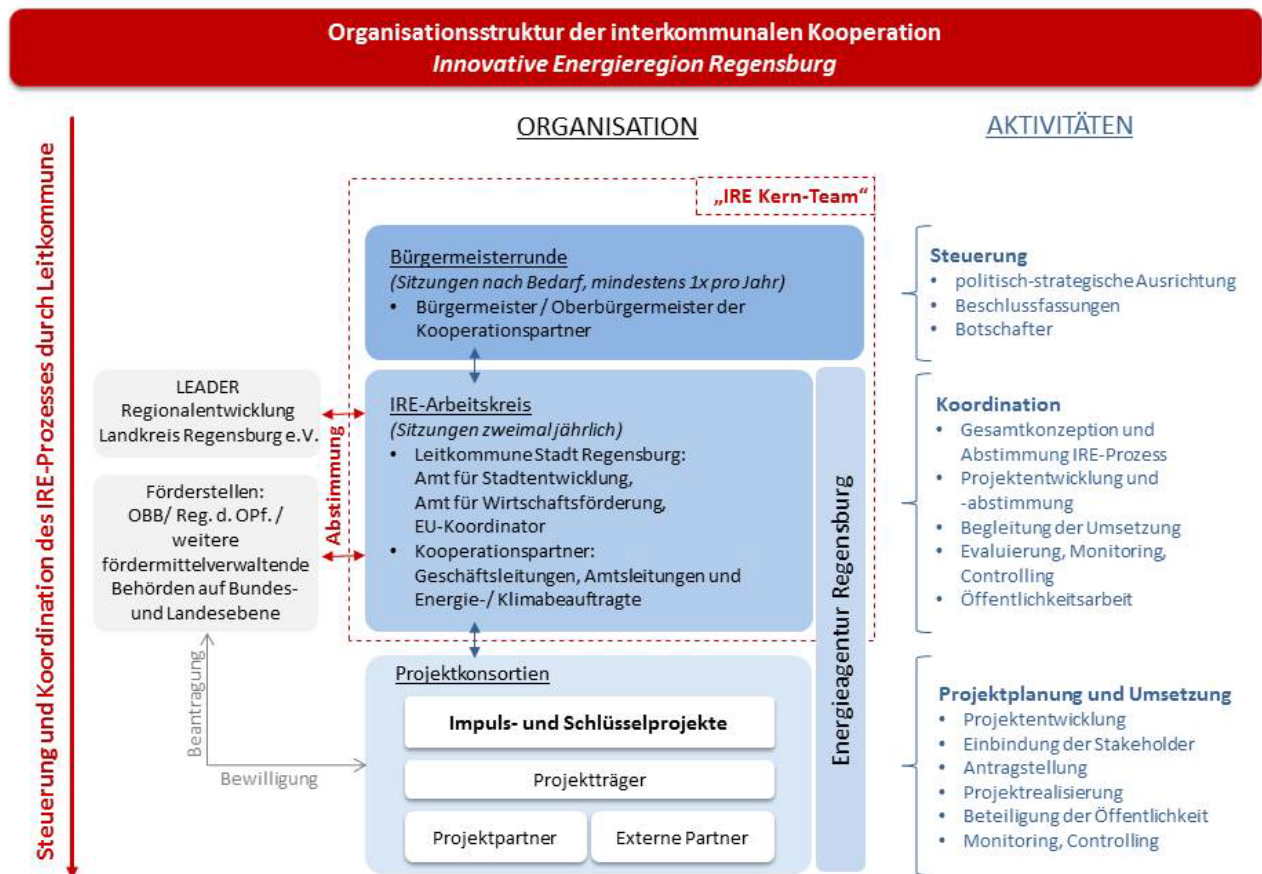 Organisationsstruktur der interkommunalen Kooperation
Innovative Energieregion Regensburg
Steuerung und Koordination des IRE-Prozesses durch Leitkommune
ORGANISATION
AKTIVITÄTEN
„IRE Kern-Team“
Bürgermeisterrunde
(Sitzungen nach Bedarf, mindestens 1x pro Jahr)
• Bürgermeister / Oberbürgermeister der
Kooperationspartner
Steuerung
• politisch-strategische Ausrichtung
• Beschlussfassungen
• Botschafter
LEADER
Regionalentwicklung
Landkreis Regensburg e.V.
Förderstellen:
OBB/ Reg. d. OPf. /
weitere
fördermittelverwaltende
Behörden auf Bundes-
und Landesebene
Abstimmung
IRE-Arbeitskreis
(Sitzungen zweimal jährlich)
• Leitkommune Stadt Regensburg:
Amt für Stadtentwicklung,
Amt für Wirtschaftsförderung,
EU-Koordinator
• Kooperationspartner:
Geschäftsleitungen, Amtsleitungen und
Energie-/ Klimabeauftragte
Energieagentur Regensburg
Koordination
• Gesamtkonzeption und
Abstimmung IRE-Prozess
• Projektentwicklung und
-abstimmung
• Begleitung der Umsetzung
• Evaluierung, Monitoring,
Controlling
• Öffentlichkeitsarbeit
Beantragung
Bewilligung
Projektkonsortien
Impuls- und Schlüsselprojekte
Projektträger
Projektpartner
Externe Partner
Projektplanung und Umsetzung
• Projektentwicklung
• Einbindung der Stakeholder
• Antragstellung
• Projektrealisierung
• Beteiligung der Öffentlichkeit
• Monitoring, Controlling